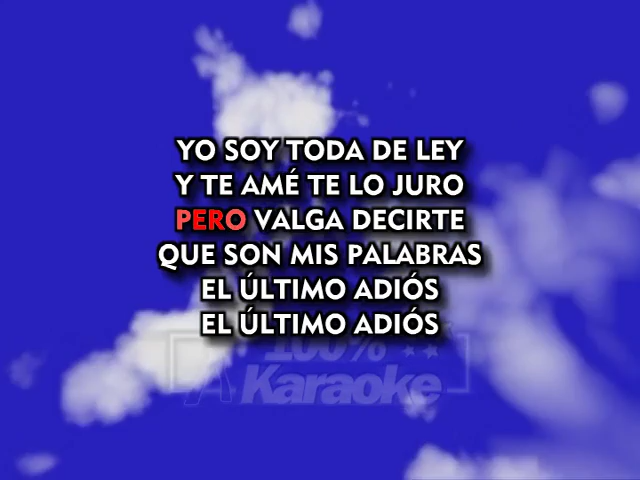 YO SOY TODA DE LEY
Y TE AMÉ TE LO JURO
PERO VALGA DECIRTE
QUE SON MIS PALABRAS
EL ÚLTIMO ADIÓS
EL ÚLTIMO ADIÓS
100%
Karaoke